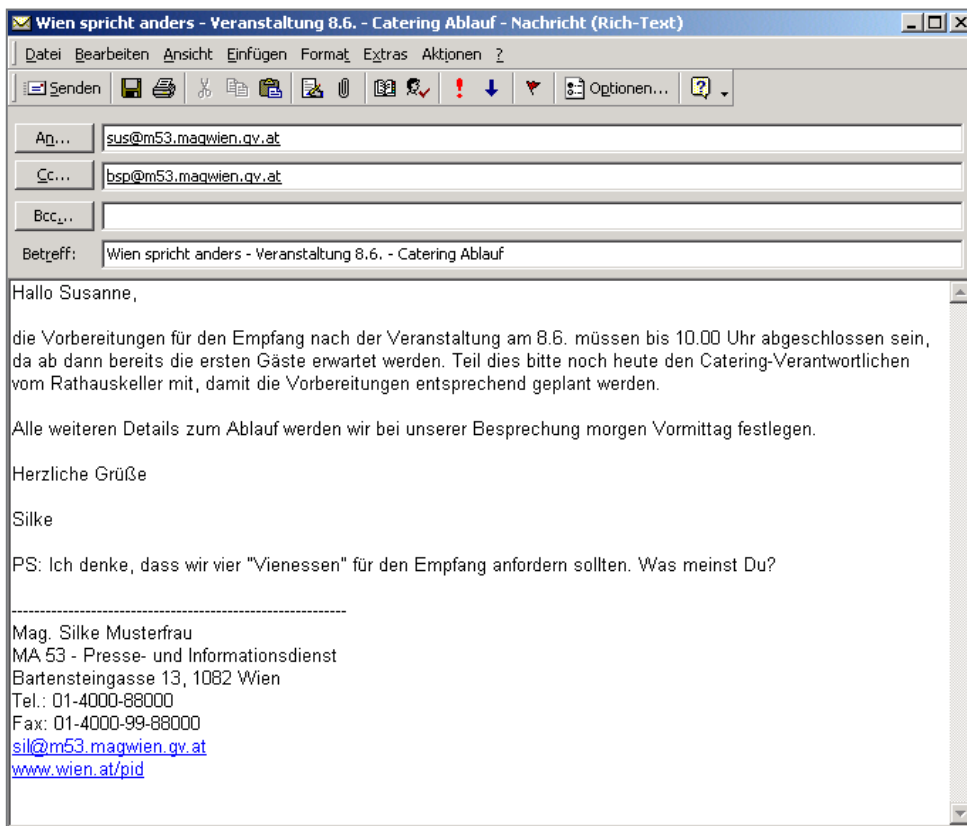 Wien spricht anders - Veranstaltung 8.6. - Catering Ablauf - Nachricht (Rich-Text)
Datei Bearbeiten Ansicht Einfügen Format Extras Aktionen ?
Senden Optionen...
An... sus@m53.magwien.gv.at
Cc... bsp@m53.magwien.gv.at
Bcc...
Betreff: Wien spricht anders - Veranstaltung 8.6. - Catering Ablauf
Hallo Susanne,
die Vorbereitungen für den Empfang nach der Veranstaltung am 8.6. müssen bis 10.00 Uhr abgeschlossen sein,
da ab dann bereits die ersten Gäste erwartet werden. Teil dies bitte noch heute den Catering-Verantwortlichen
vom Rathauskeller mit, damit die Vorbereitungen entsprechend geplant werden.
Alle weiteren Details zum Ablauf werden wir bei unserer Besprechung morgen Vormittag festlegen.
Herzliche Grüße
Silke
PS: Ich denke, dass wir vier "Vienessen" für den Empfang anfordern sollten. Was meinst Du?
------------------------------------------------------------
Mag. Silke Musterfrau
MA 53 - Presse- und Informationsdienst
Bartensteingasse 13, 1082 Wien
Tel.: 01-4000-88000
Fax: 01-4000-99-88000
sil@m53.magwien.gv.at
www.wien.at/pid